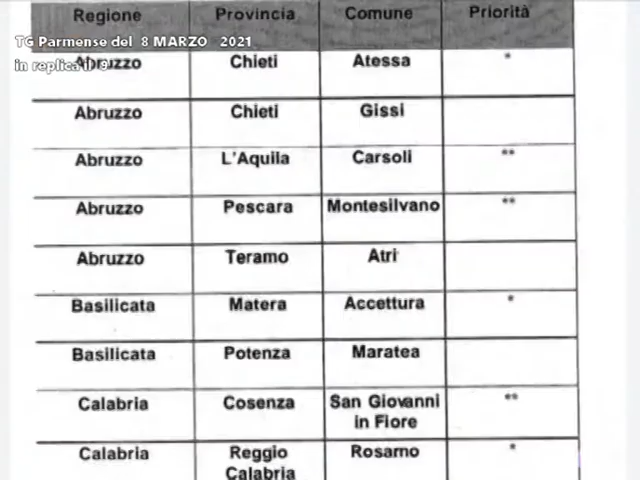 Regione Provincia Comune Priorità
TG Parmense del 8 MARZO 2021
in replica
Abruzzo Chieti Atessa *
Abruzzo Chieti Gissi
Abruzzo L'Aquila Carsoli **
Abruzzo Pescara Montesilvano **
Abruzzo Teramo Atri
Basilicata Matera Accettura *
Basilicata Potenza Maratea
Calabria Cosenza San Giovanni **
in Fiore
Calabria Reggio Rosarno *
Calabria